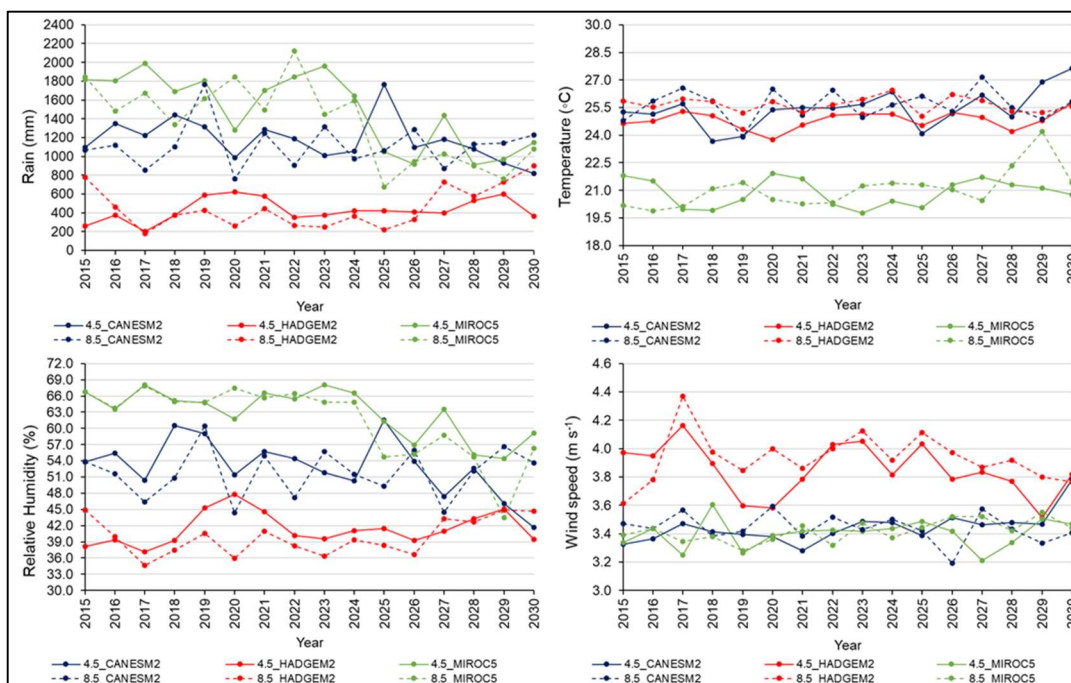 2400
2200
2000
1800
1600
1400
1200
1000
800
600
400
200
0
Rain (mm)
2015 2016 2017 2018 2019 2020 2021 2022 2023 2024 2025 2026 2027 2028 2029 2030
Year
4.5_CANESM2 4.5_HADGEM2 4.5_MIROC5
8.5_CANESM2 8.5_HADGEM2 8.5_MIROC5
30.0
28.5
27.0
25.5
24.0
22.5
21.0
19.5
18.0
Temperature (°C)
2015 2016 2017 2018 2019 2020 2021 2022 2023 2024 2025 2026 2027 2028 2029 2030
Year
4.5_CANESM2 4.5_HADGEM2 4.5_MIROC5
8.5_CANESM2 8.5_HADGEM2 8.5_MIROC5
72.0
69.0
66.0
63.0
60.0
57.0
54.0
51.0
48.0
45.0
42.0
39.0
36.0
33.0
30.0
Relative Humidity (%)
2015 2016 2017 2018 2019 2020 2021 2022 2023 2024 2025 2026 2027 2028 2029 2030
Year
4.5_CANESM2 4.5_HADGEM2 4.5_MIROC5
8.5_CANESM2 8.5_HADGEM2 8.5_MIROC5
4.6
4.4
4.2
4.0
3.8
3.6
3.4
3.2
3.0
Wind speed (m s⁻¹)
2015 2016 2017 2018 2019 2020 2021 2022 2023 2024 2025 2026 2027 2028 2029 2030
Year
4.5_CANESM2 4.5_HADGEM2 4.5_MIROC5
8.5_CANESM2 8.5_HADGEM2 8.5_MIROC5